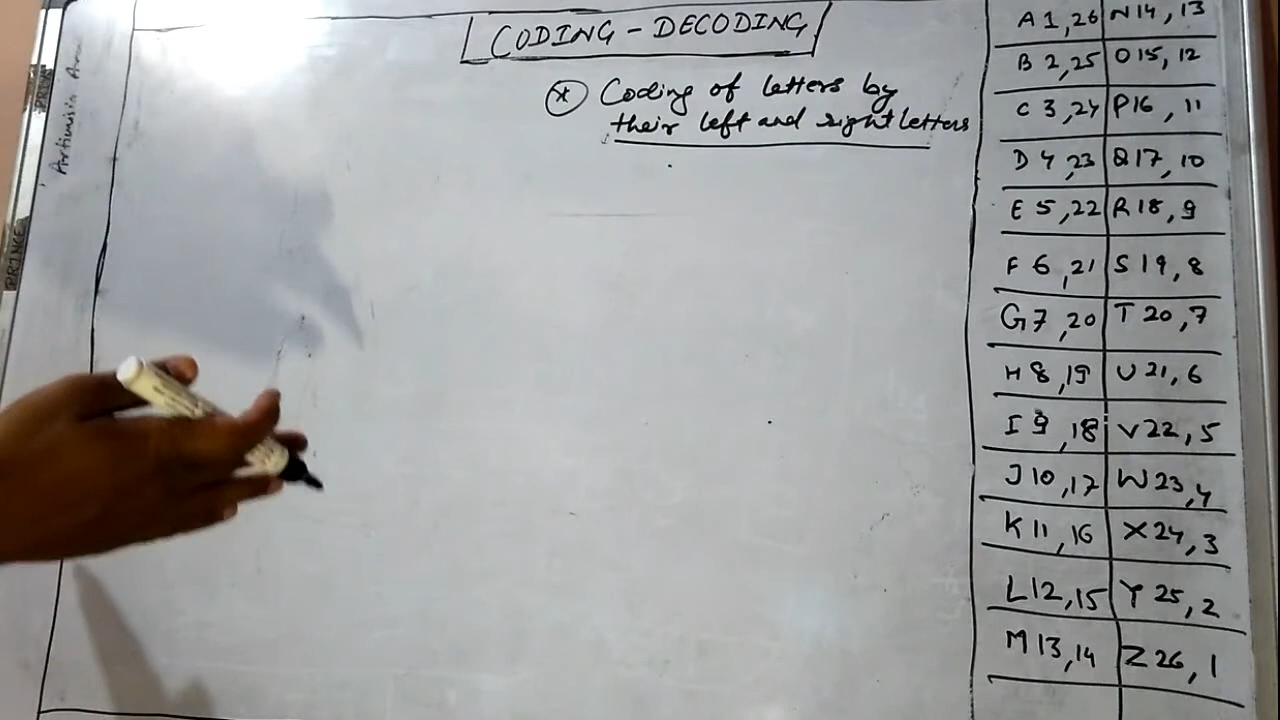 CODING - DECODING
* Coding of letters by
their left and right letters
A 1, 26 N 14, 13
B 2, 25 O 15, 12
C 3, 24 P 16, 11
D 4, 23 Q 17, 10
E 5, 22 R 18, 9
F 6, 21 S 19, 8
G 7, 20 T 20, 7
H 8, 19 U 21, 6
I 9, 18 V 22, 5
J 10, 17 W 23, 4
K 11, 16 X 24, 3
L 12, 15 Y 25, 2
M 13, 14 Z 26, 1
PRINCE